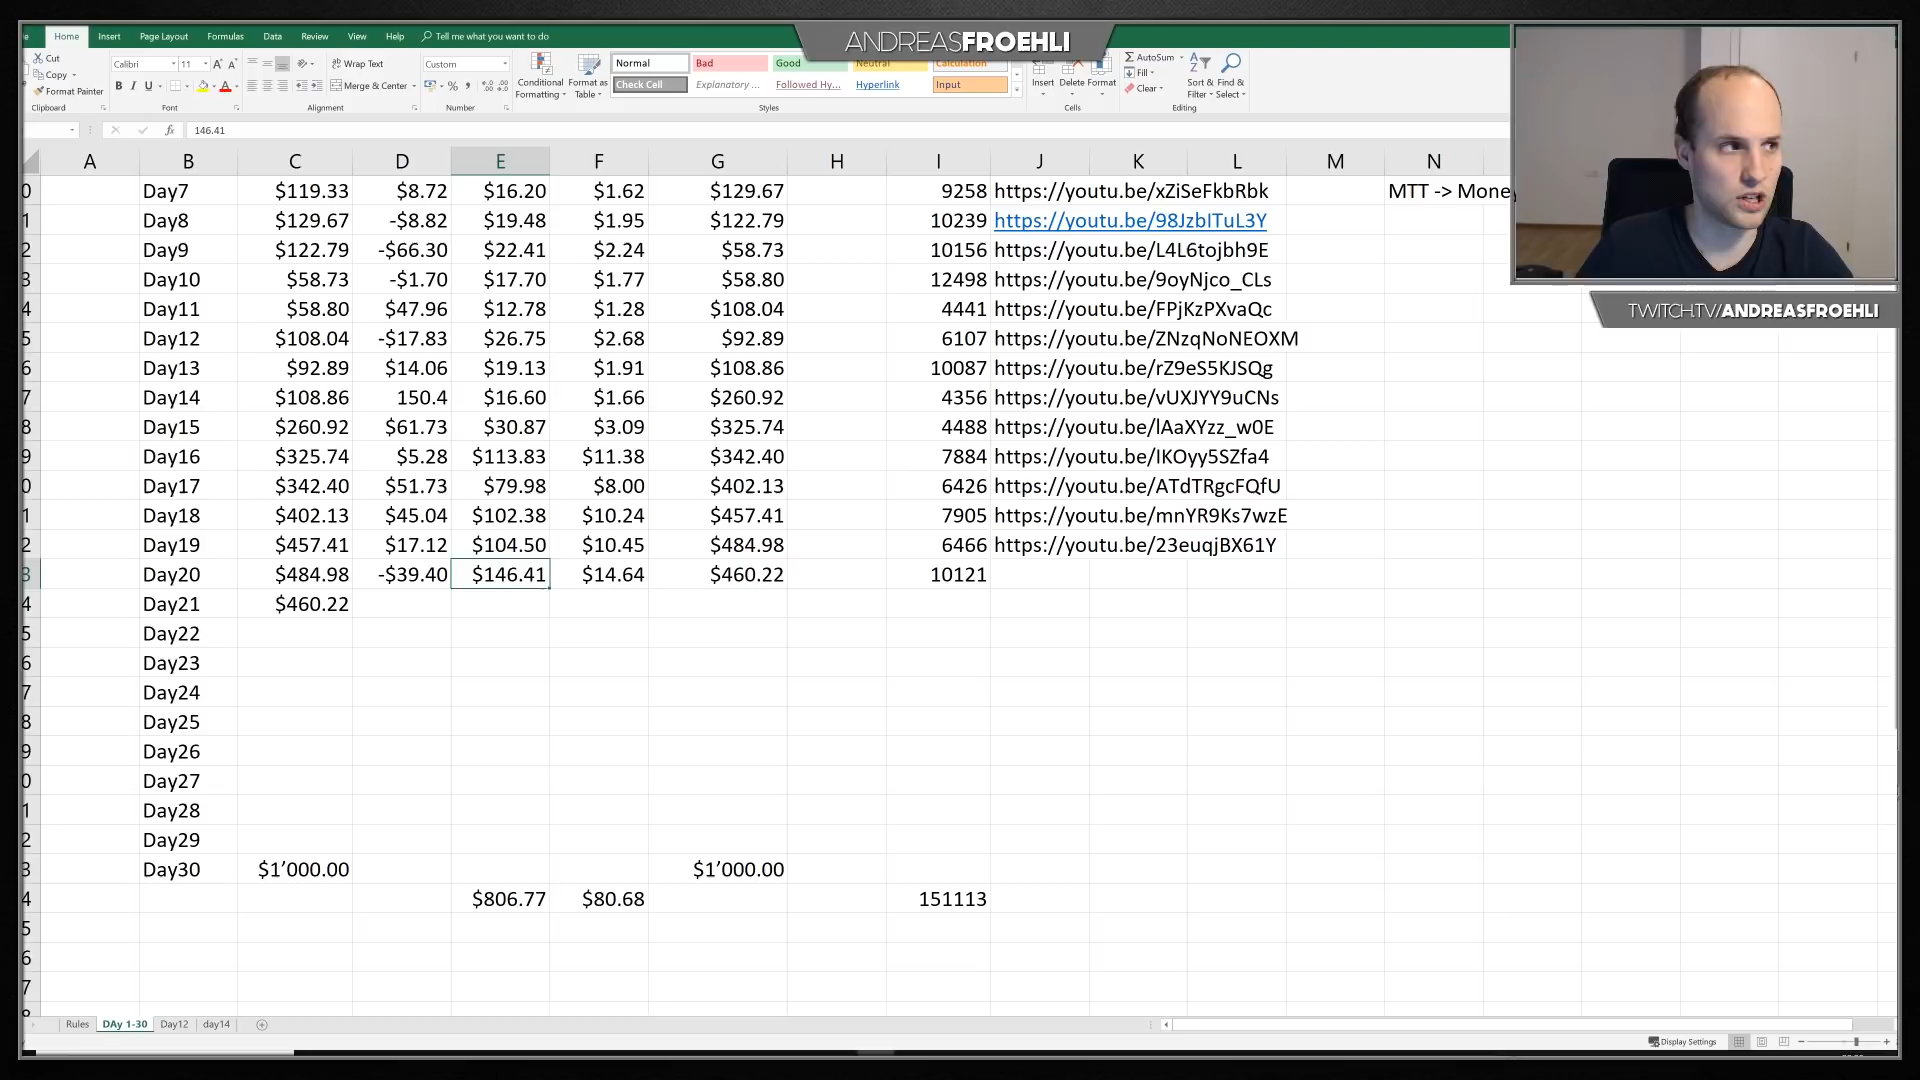 ANDREASFROEHLI
Home Insert Page Layout Formulas Data Review View Help Tell me what you want to do
Cut
Copy
Format Painter
Clipboard
Calibri 11 A A
B I U A
Font
Wrap Text
Merge & Center
Alignment
Custom
% ,
Number
Conditional Formatting
Format as Table
Normal Bad Good Neutral Calculation
Check Cell Explanatory ... Followed Hy... Hyperlink Input
Styles
Insert Delete Format
Cells
AutoSum
Fill
Clear
Sort & Filter
Find & Select
Editing
fx 146.41
A B C D E F G H I J K L M N
0 Day7 $119.33 $8.72 $16.20 $1.62 $129.67 9258 https://youtu.be/xZiSeFkbRbk MTT -> Money
1 Day8 $129.67 -$8.82 $19.48 $1.95 $122.79 10239 https://youtu.be/98JzbITuL3Y
2 Day9 $122.79 -$66.30 $22.41 $2.24 $58.73 10156 https://youtu.be/L4L6tojbh9E
3 Day10 $58.73 -$1.70 $17.70 $1.77 $58.80 12498 https://youtu.be/9oyNjco_CLs
4 Day11 $58.80 $47.96 $12.78 $1.28 $108.04 4441 https://youtu.be/FPjKzPXvaQc
5 Day12 $108.04 -$17.83 $26.75 $2.68 $92.89 6107 https://youtu.be/ZNzqNoNEOXM
6 Day13 $92.89 $14.06 $19.13 $1.91 $108.86 10087 https://youtu.be/rZ9eS5KJSQg
7 Day14 $108.86 150.4 $16.60 $1.66 $260.92 4356 https://youtu.be/vUXJYY9uCNs
8 Day15 $260.92 $61.73 $30.87 $3.09 $325.74 4488 https://youtu.be/lAaXYzz_w0E
9 Day16 $325.74 $5.28 $113.83 $11.38 $342.40 7884 https://youtu.be/IKOyy5SZfa4
0 Day17 $342.40 $51.73 $79.98 $8.00 $402.13 6426 https://youtu.be/ATdTRgcFQfU
1 Day18 $402.13 $45.04 $102.38 $10.24 $457.41 7905 https://youtu.be/mnYR9Ks7wzE
2 Day19 $457.41 $17.12 $104.50 $10.45 $484.98 6466 https://youtu.be/23euqjBX61Y
3 Day20 $484.98 -$39.40 $146.41 $14.64 $460.22 10121
4 Day21 $460.22
5 Day22
6 Day23
7 Day24
8 Day25
9 Day26
0 Day27
1 Day28
2 Day29
3 Day30 $1’000.00 $1’000.00
4 $806.77 $80.68 151113
5
6
7
8
TWITCH.TV/ANDREASFROEHLI
Rules DAy 1-30 Day12 day14
Display Settings